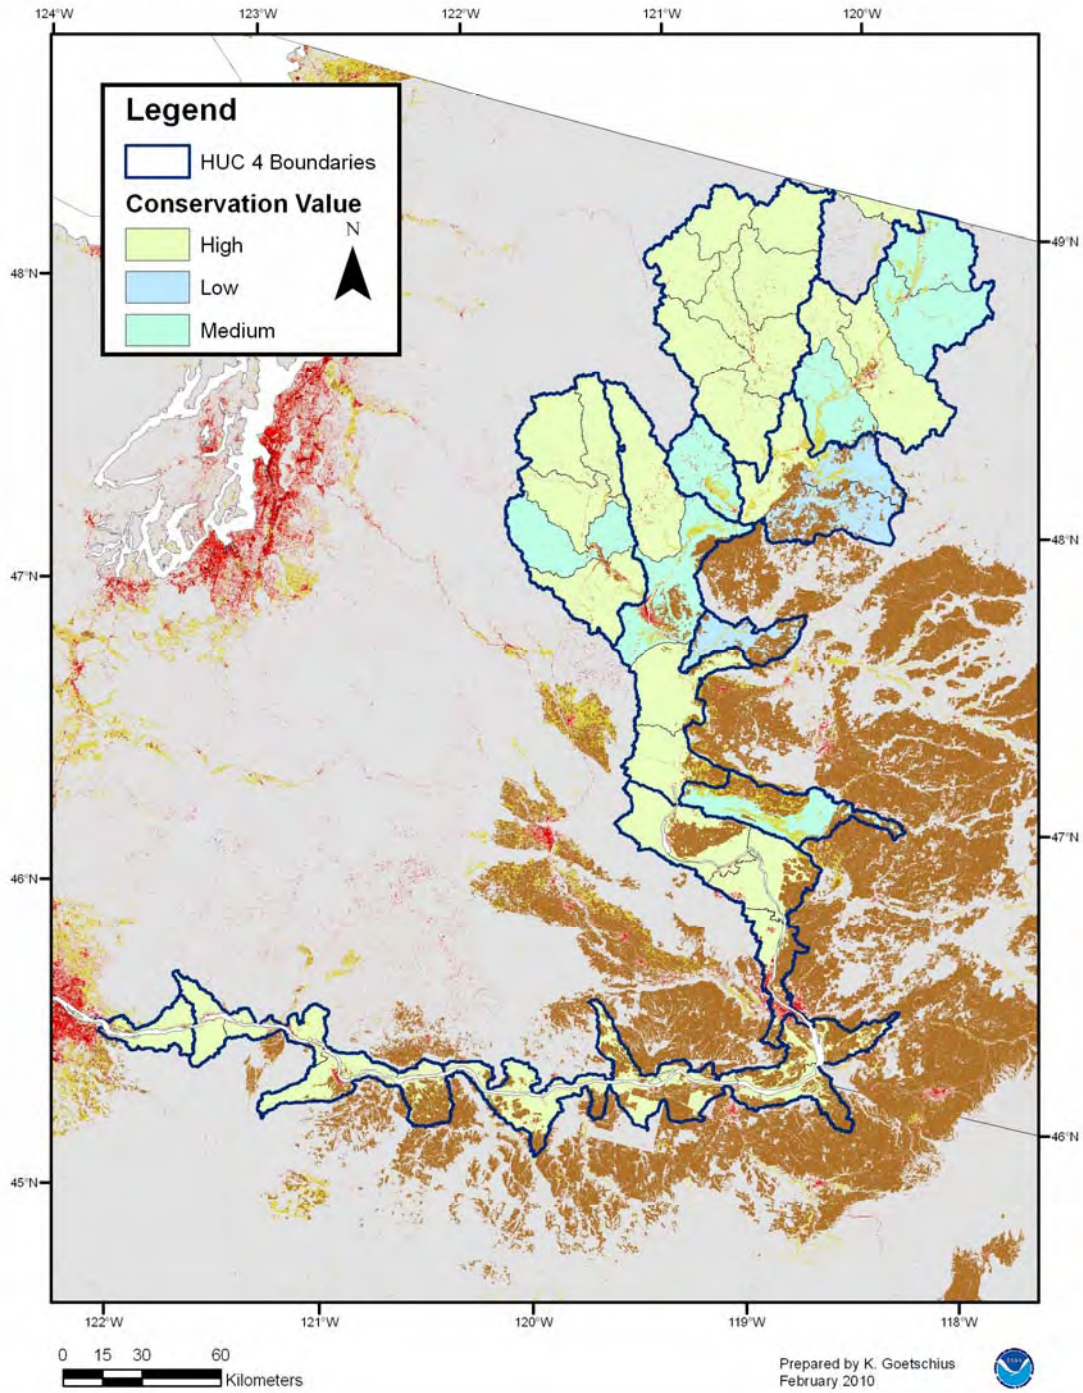 124°W 123°W 122°W 121°W 120°W
Legend
HUC 4 Boundaries
Conservation Value
N
High
Low
Medium
49°N
48°N
48°N
47°N
47°N
46°N
46°N
45°N
122°W 121°W 120°W 119°W 118°W
0 15 30 60
Kilometers
Prepared by K. Goetschius
February 2010